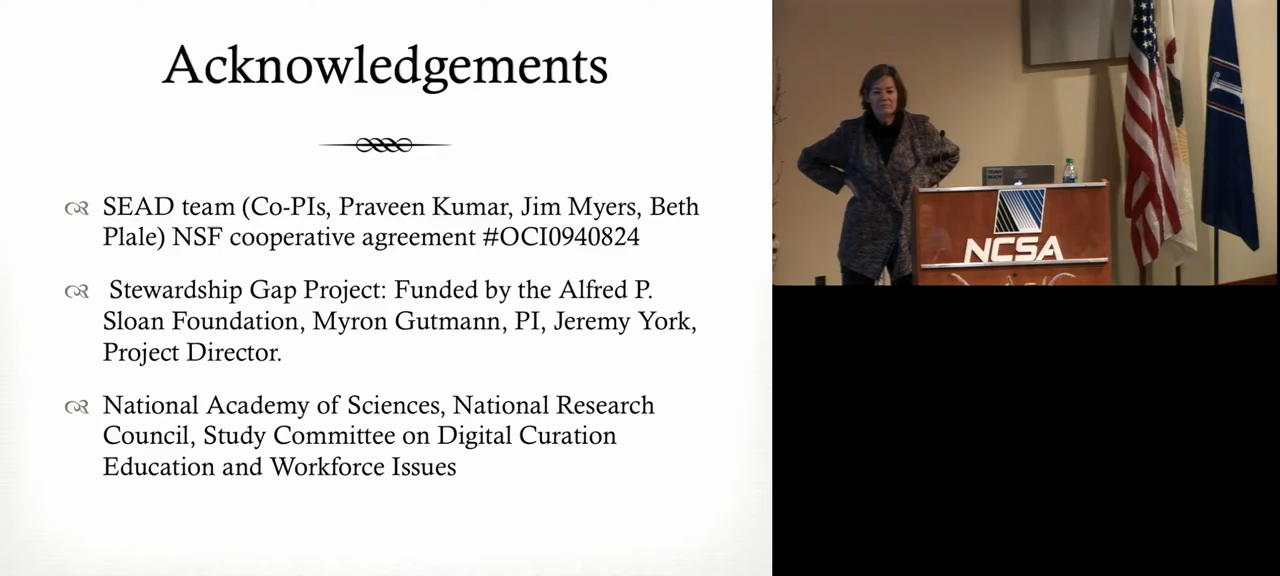 Acknowledgements
SEAD team (Co-PIs, Praveen Kumar, Jim Myers, Beth
Plale) NSF cooperative agreement #OCI0940824
Stewardship Gap Project: Funded by the Alfred P.
Sloan Foundation, Myron Gutmann, PI, Jeremy York,
Project Director.
National Academy of Sciences, National Research
Council, Study Committee on Digital Curation
Education and Workforce Issues
NCSA